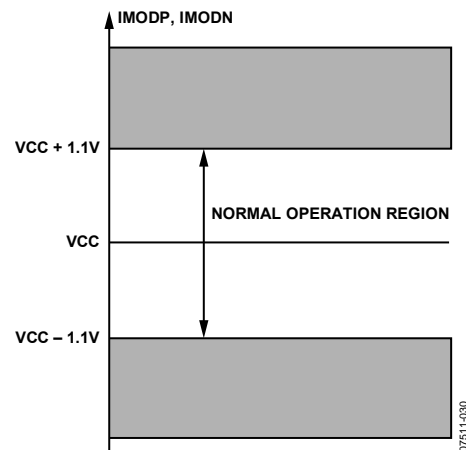 IMODP, IMODN
VCC + 1.1V
NORMAL OPERATION REGION
VCC
VCC – 1.1V
07511-030